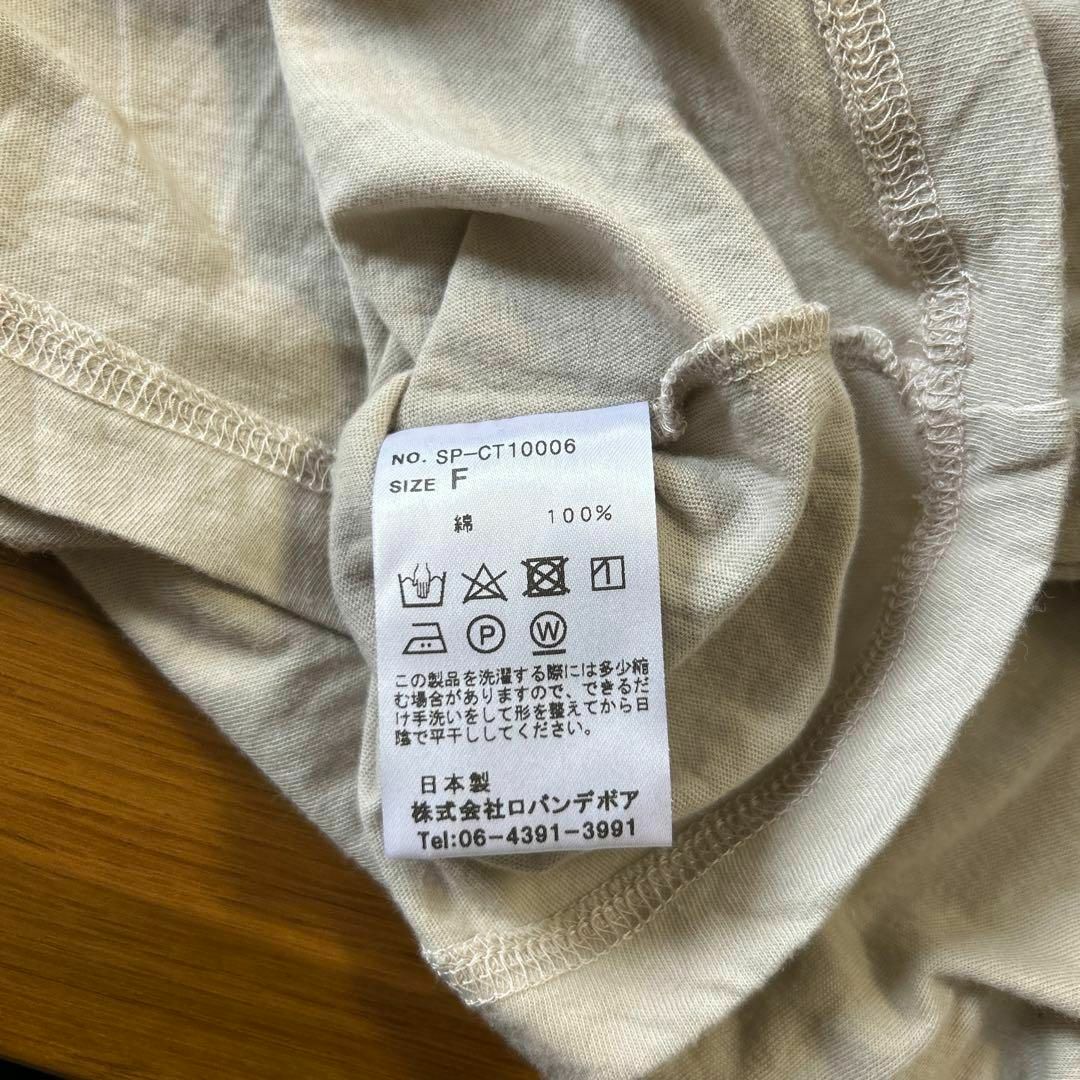 NO. SP-CT10006
SIZE F
綿 100%
P W
この製品を洗濯する際には多少縮
む場合がありますので、できるだ
け手洗いをして形を整えてから日
陰で平干ししてください。
日本製
株式会社ロバンデボア
Tel:06-4391-3991